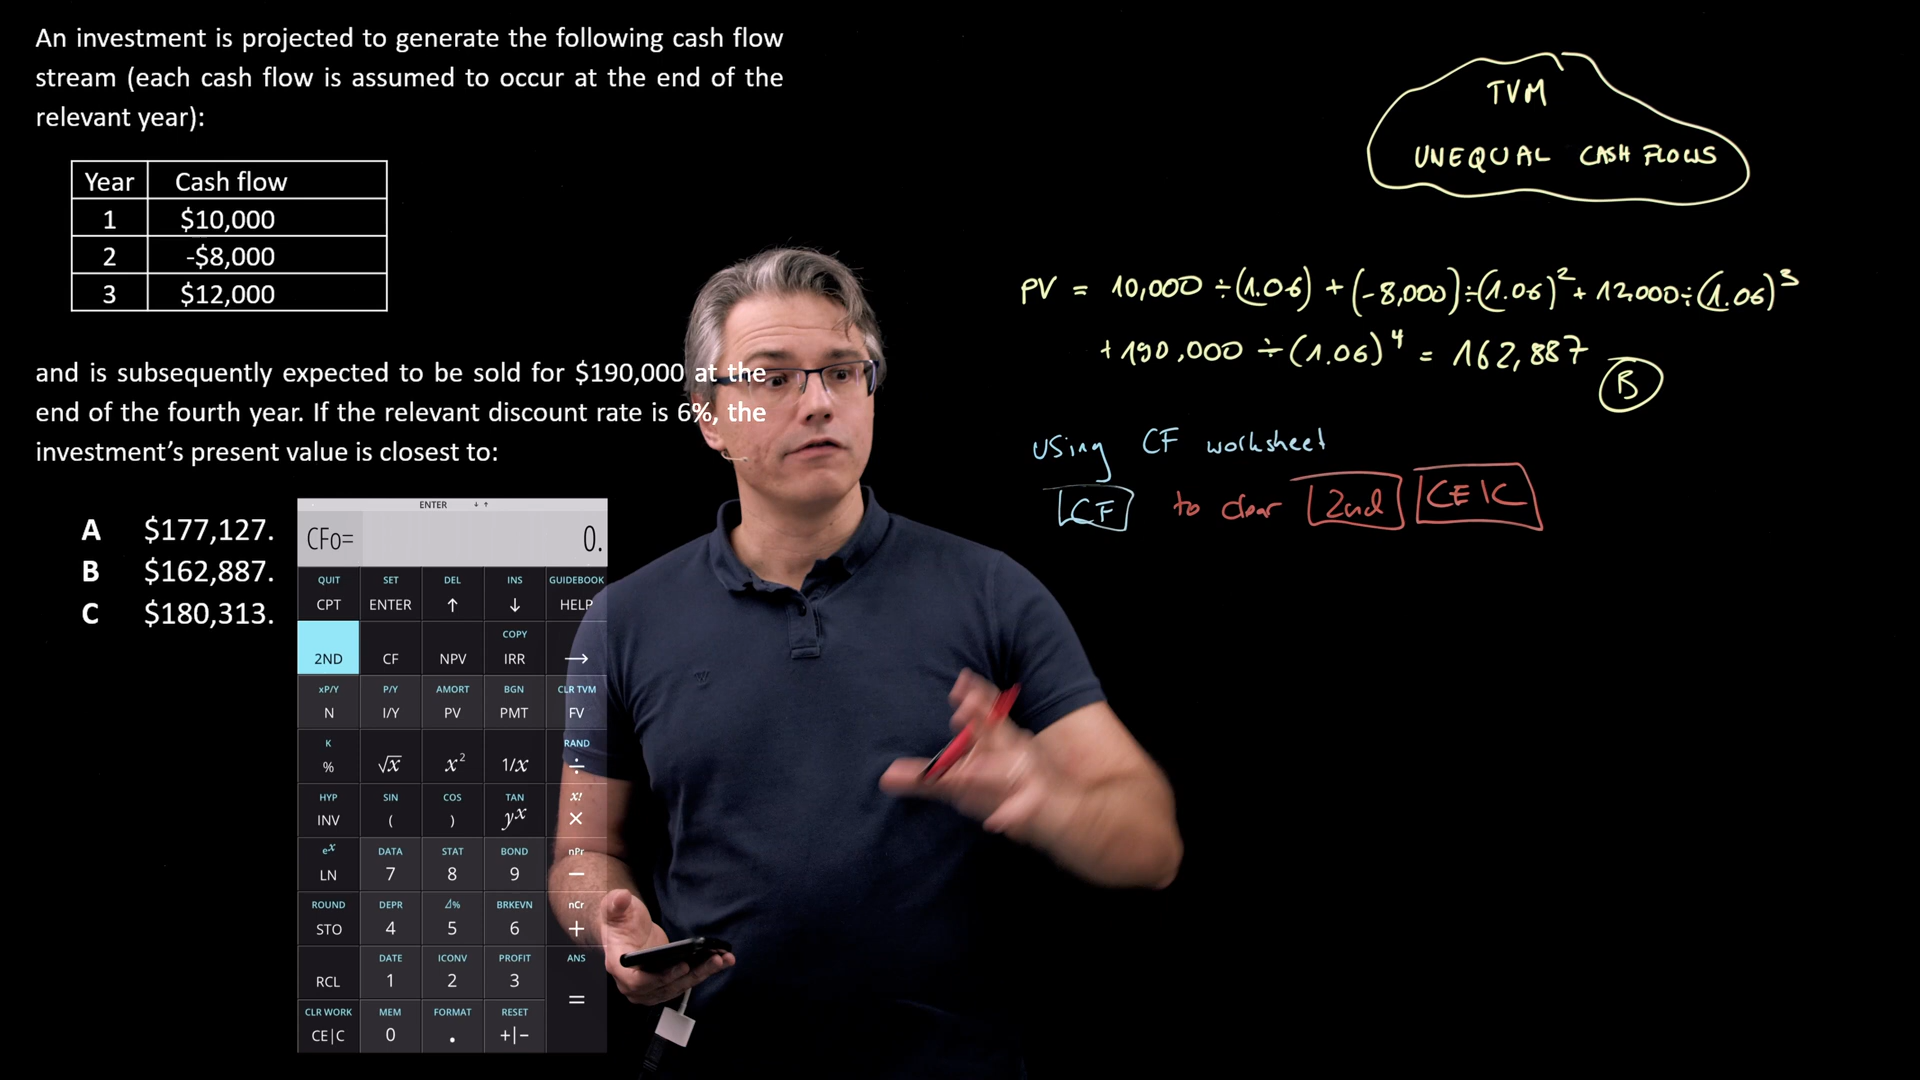 An investment is projected to generate the following cash flow
stream (each cash flow is assumed to occur at the end of the
relevant year):
Year Cash flow
1 $10,000
2 -$8,000
3 $12,000
and is subsequently expected to be sold for $190,000 at the
end of the fourth year. If the relevant discount rate is 6%, the
investment's present value is closest to:
A $177,127.
B $162,887.
C $180,313.
TVM
UNEQUAL CASH FLOWS
PV = 10,000 ÷(1.06) + (-8,000)÷(1.06)² + 12,000÷(1.06)³
+190,000 ÷(1.06)⁴ = 162,887
B
using CF worksheet
CF to clear 2nd CE|C
ENTER ↓ ↑
CFo= 0.
QUIT SET DEL INS GUIDEBOOK
CPT ENTER ↑ ↓ HELP
COPY
2ND CF NPV IRR →
xP/Y P/Y AMORT BGN CLR TVM
N I/Y PV PMT FV
K RAND
% √x x² 1/x ÷
HYP SIN COS TAN x!
INV ( ) yˣ ×
eˣ DATA STAT BOND nPr
LN 7 8 9 −
ROUND DEPR Δ% BRKEVN nCr
STO 4 5 6 +
DATE ICONV PROFIT ANS
RCL 1 2 3 =
CLR WORK MEM FORMAT RESET
CE|C 0 . +|−